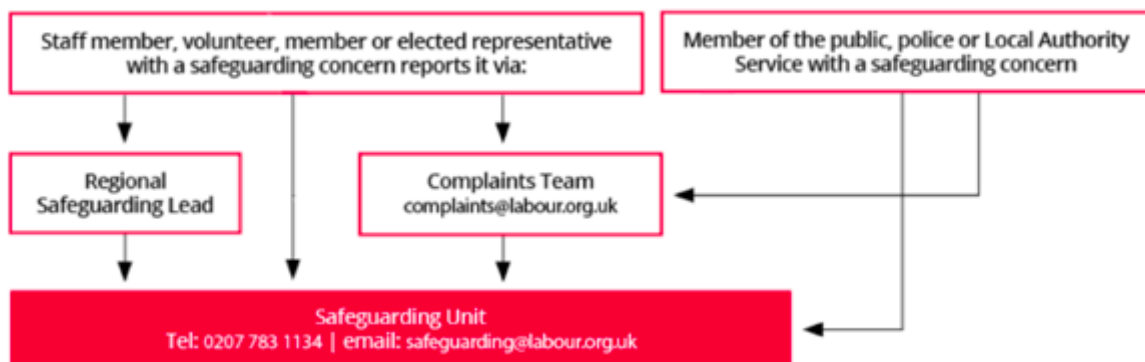 Staff member, volunteer, member or elected representative
with a safeguarding concern reports it via:
Member of the public, police or Local Authority
Service with a safeguarding concern
Regional
Safeguarding Lead
Complaints Team
complaints@labour.org.uk
Safeguarding Unit
Tel: 0207 783 1134 | email: safeguarding@labour.org.uk